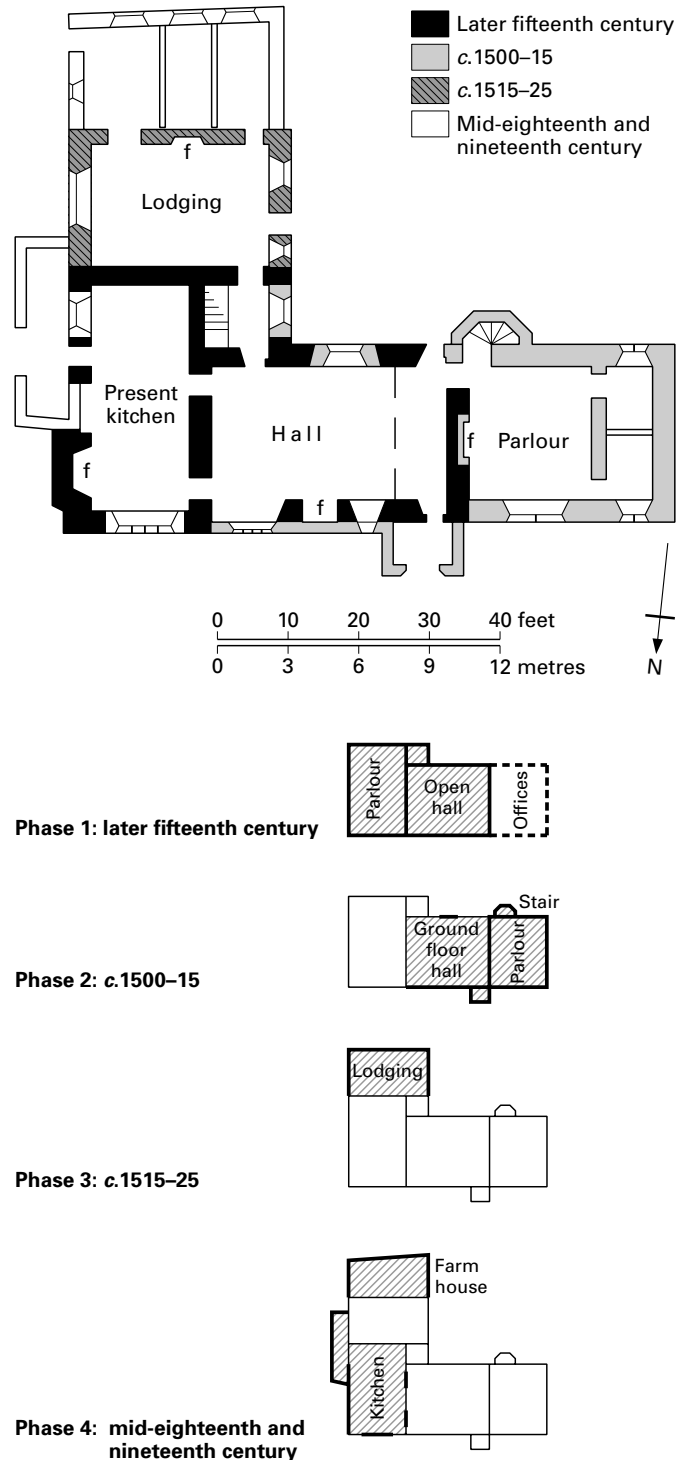 Later fifteenth century
c.1500–15
c.1515–25
Mid-eighteenth and
nineteenth century
f
Lodging
Present
kitchen
Hall
f
Parlour
f
f
0 10 20 30 40 feet
0 3 6 9 12 metres
N
Parlour
Open
hall
Offices
Phase 1: later fifteenth century
Stair
Ground
floor
hall
Parlour
Phase 2: c.1500–15
Lodging
Phase 3: c.1515–25
Farm
house
Kitchen
Phase 4: mid-eighteenth and
nineteenth century